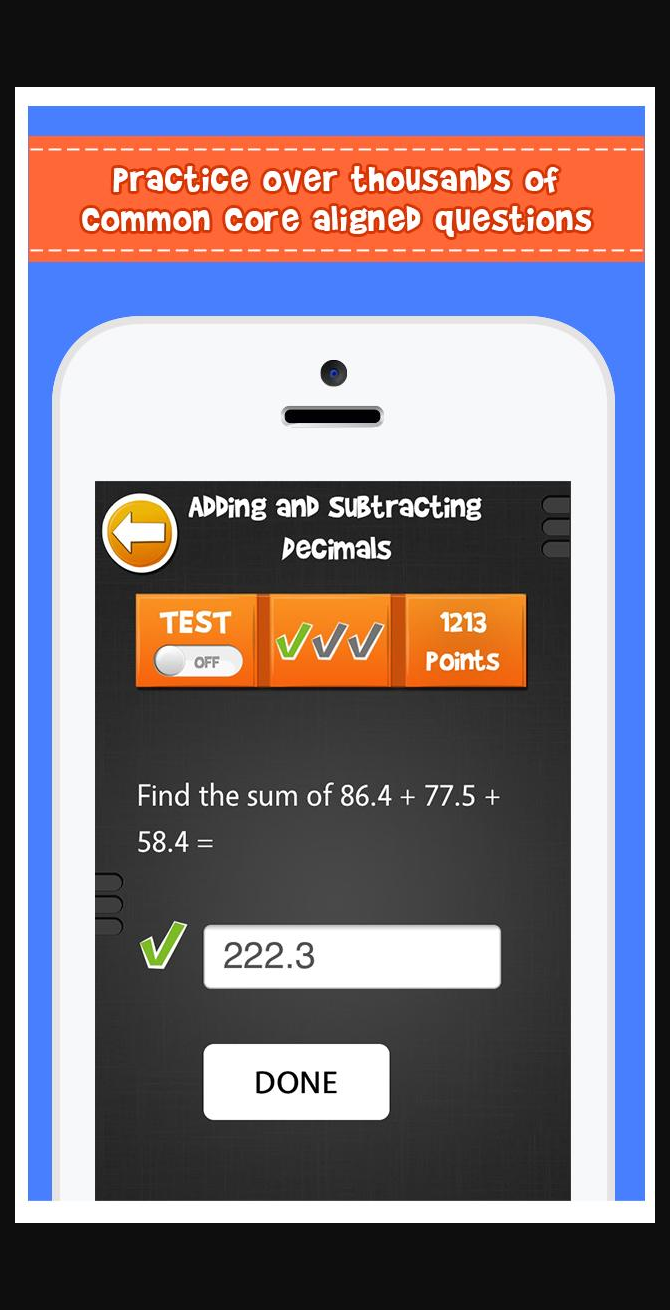 Practice over thousands of
common core aligned questions
Adding and Subtracting
Decimals
TEST
OFF
1213
Points
Find the sum of 86.4 + 77.5 +
58.4 =
222.3
DONE